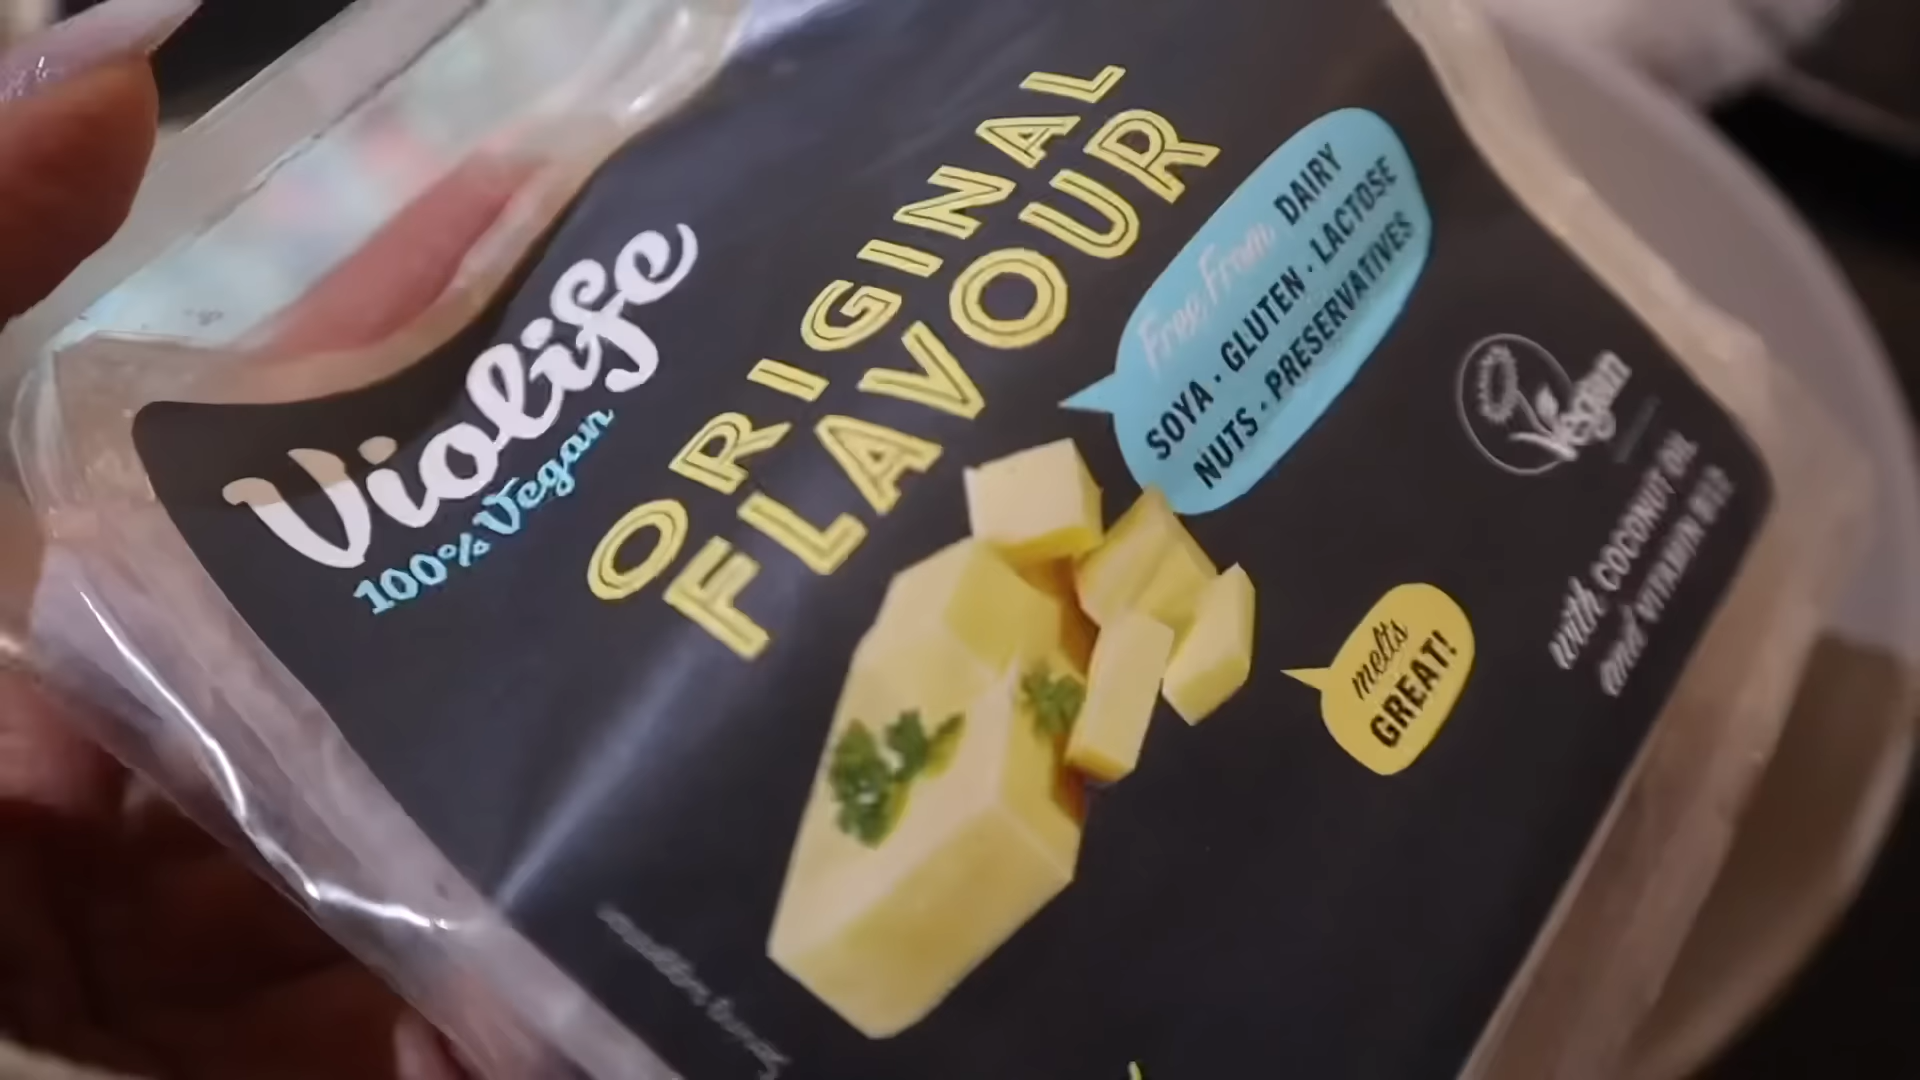 Violife
100% Vegan
ORIGINAL
FLAVOUR
Free From DAIRY
SOYA · GLUTEN · LACTOSE
NUTS · PRESERVATIVES
melts
GREAT!
Vegan
with COCONUT OIL
and VITAMIN B12